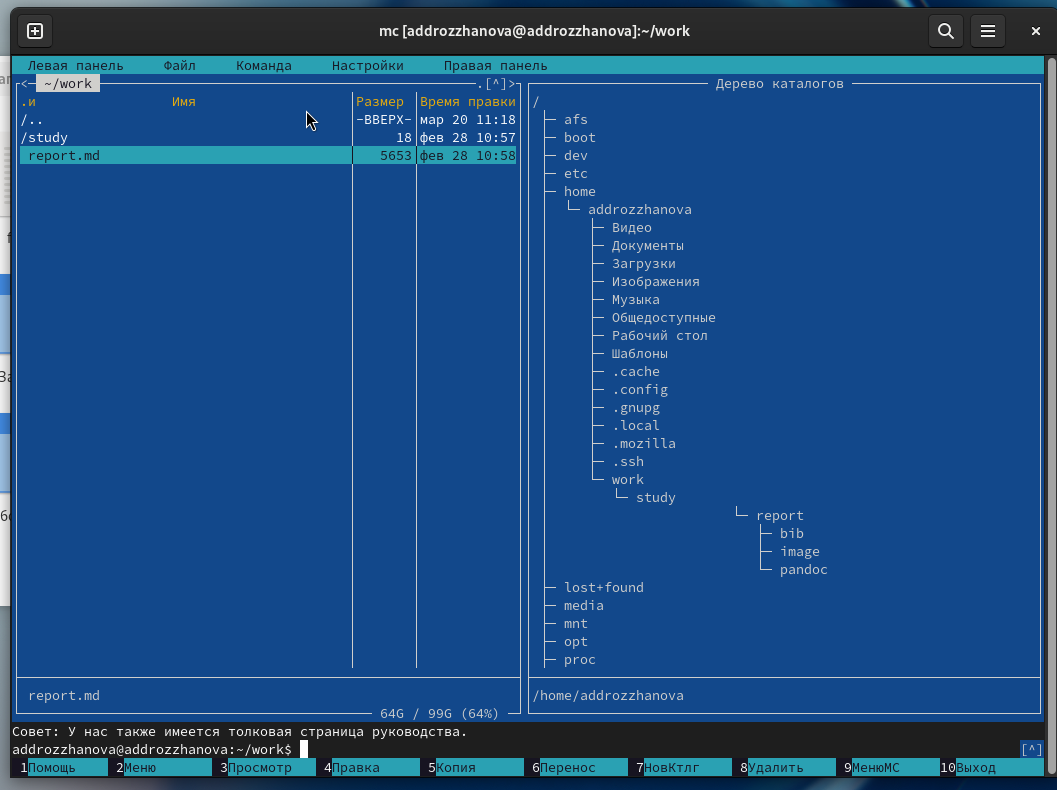 mc [addrozzhanova@addrozzhanova]:~/work
Левая панель Файл Команда Настройки Правая панель
<─ ~/work .[^]>
Дерево каталогов
.и Имя Размер Время правки
/.. -ВВЕРХ- мар 20 11:18
/study 18 фев 28 10:57
report.md 5653 фев 28 10:58
/
afs
boot
dev
etc
home
addrozzhanova
Видео
Документы
Загрузки
Изображения
Музыка
Общедоступные
Рабочий стол
Шаблоны
.cache
.config
.gnupg
.local
.mozilla
.ssh
work
study
report
bib
image
pandoc
lost+found
media
mnt
opt
proc
report.md
/home/addrozzhanova
64G / 99G (64%)
Совет: У нас также имеется толковая страница руководства.
addrozzhanova@addrozzhanova:~/work$ [^]
1Помощь 2Меню 3Просмотр 4Правка 5Копия 6Перенос 7НовКтлг 8Удалить 9МенюMC 10Выход